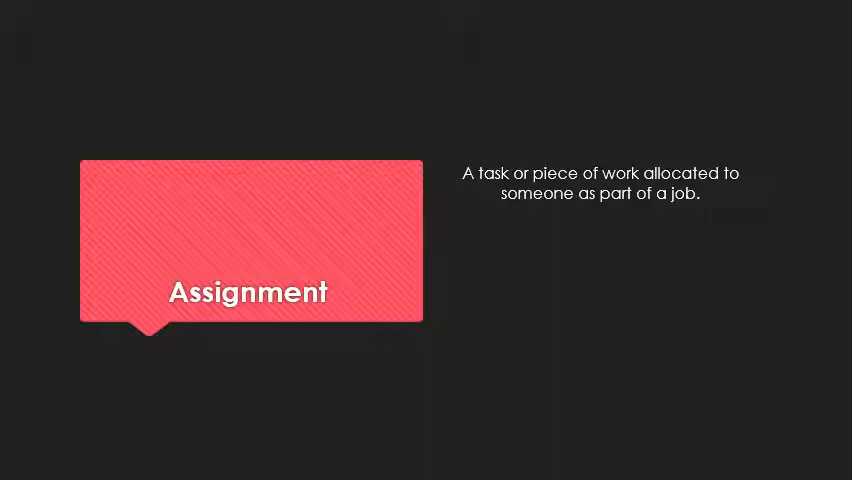 Assignment
A task or piece of work allocated to
someone as part of a job.